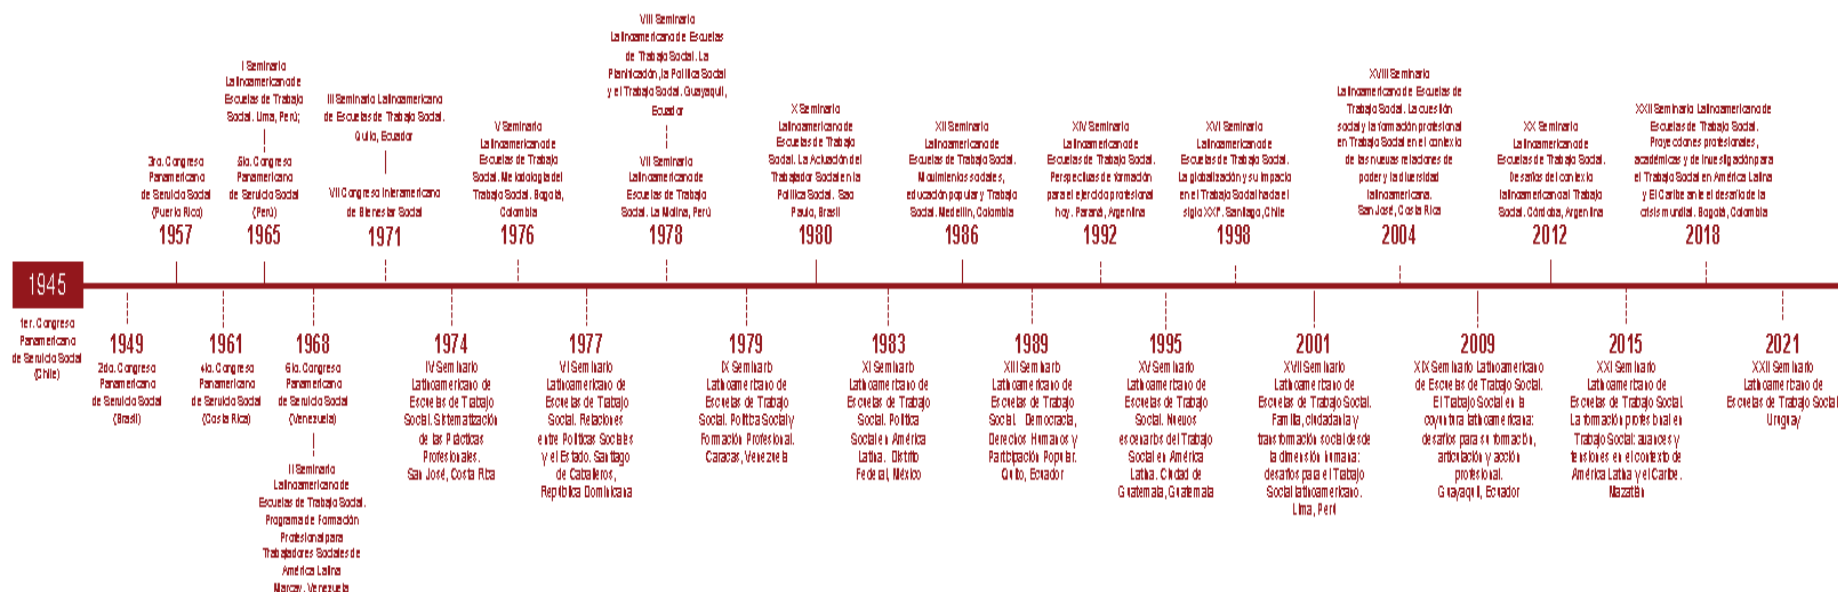 1945
1er. Congreso
Panamericano
de Servicio Social
(Chile)
1949
2do. Congreso
Panamericano
de Servicio Social
(Brasil)
3ro. Congreso
Panamericano
de Servicio Social
(Puerto Rico)
1957
1961
4to. Congreso
Panamericano
de Servicio Social
(Costa Rica)
I Seminario
Latinoamericano de
Escuelas de Trabajo
Social. Lima, Perú;
5to. Congreso
Panamericano
de Servicio Social
(Perú)
1965
1968
6to. Congreso
Panamericano
de Servicio Social
(Venezuela)
II Seminario
Latinoamericano de
Escuelas de Trabajo Social.
Programa de Formación
Profesional para
Trabajadores Sociales de
América Latina
Marcay, Venezuela
III Seminario Latinoamericano
de Escuelas de Trabajo Social.
Quito, Ecuador
VII Congreso Interamericano
de Bienestar Social
1971
1974
IV Seminario
Latinoamericano de
Escuelas de Trabajo
Social. Sistematización
de las Prácticas
Profesionales.
San José, Costa Rica
V Seminario
Latinoamericano de
Escuelas de Trabajo
Social. Metodología del
Trabajo Social. Bogotá,
Colombia
1976
1977
VI Seminario
Latinoamericano de
Escuelas de Trabajo
Social. Relaciones
entre Políticas Sociales
y el Estado. Santiago
de Caballeros,
República Dominicana
VIII Seminario
Latinoamericano de Escuelas
de Trabajo Social. La
Planificación, la Política Social
y el Trabajo Social. Guayaquil,
Ecuador
VII Seminario
Latinoamericano de
Escuelas de Trabajo
Social. La Molina, Perú
1978
1979
IX Seminario
Latinoamericano de
Escuelas de Trabajo
Social. Política Social y
Formación Profesional.
Caracas, Venezuela
X Seminario
Latinoamericano de
Escuelas de Trabajo
Social. La Actuación del
Trabajador Social en la
Política Social. Sao
Paulo, Brasil
1980
1983
XI Seminario
Latinoamericano de
Escuelas de Trabajo
Social. Política
Social en América
Latina. Distrito
Federal, México
XII Seminario
Latinoamericano de
Escuelas de Trabajo Social.
Movimientos sociales,
educación popular y Trabajo
Social. Medellín, Colombia
1986
1989
XIII Seminario
Latinoamericano de
Escuelas de Trabajo
Social. Democracia,
Derechos Humanos y
Participación Popular.
Quito, Ecuador
XIV Seminario
Latinoamericano de
Escuelas de Trabajo Social.
Perspectivas de formación
para el ejercicio profesional
hoy. Paraná, Argentina
1992
1995
XV Seminario
Latinoamericano de
Escuelas de Trabajo
Social. Nuevos
escenarios del Trabajo
Social en América
Latina. Ciudad de
Guatemala, Guatemala
XVI Seminario
Latinoamericano de
Escuelas de Trabajo Social.
La globalización y su impacto
en el Trabajo Social hacia el
siglo XXI". Santiago, Chile
1998
2001
XVII Seminario
Latinoamericano de
Escuelas de Trabajo Social.
Familia, ciudadanía y
transformación social desde
la dimensión humana:
desafíos para el Trabajo
Social latinoamericano.
Lima, Perú
XVIII Seminario
Latinoamericano de Escuelas de
Trabajo Social. La cuestión
social y la formación profesional
en Trabajo Social en el contexto
de las nuevas relaciones de
poder y la diversidad
latinoamericana.
San José, Costa Rica
2004
2009
XIX Seminario Latinoamericano
de Escuelas de Trabajo Social.
El Trabajo Social en la
coyuntura latinoamericana:
desafíos para su formación,
articulación y acción
profesional.
Guayaquil, Ecuador
XX Seminario
Latinoamericano de
Escuelas de Trabajo Social.
Desafíos del contexto
latinoamericano al Trabajo
Social. Córdoba, Argentina
2012
2015
XXI Seminario
Latinoamericano de
Escuelas de Trabajo Social.
La formación profesional en
Trabajo Social: avances y
tensiones en el contexto de
América Latina y el Caribe.
Mazatlán
XXII Seminario Latinoamericano de
Escuelas de Trabajo Social.
Proyecciones profesionales,
académicas y de investigación para
el Trabajo Social en América Latina
y El Caribe ante el desafío de la
crisis mundial. Bogotá, Colombia
2018
2021
XXII Seminario
Latinoamericano de
Escuelas de Trabajo Social
Uruguay